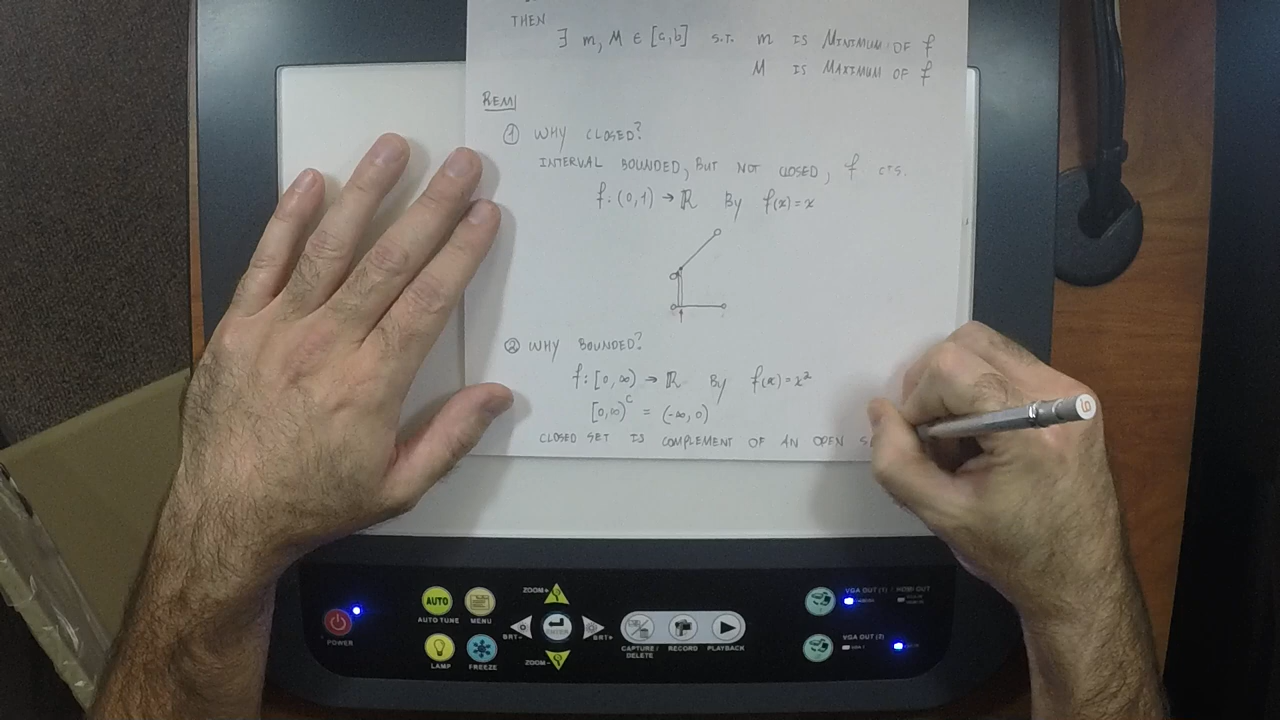 THEN
∃ m, M ∈ [a,b] S.T. m IS MINIMUM OF f
M IS MAXIMUM OF f
REM
① WHY CLOSED?
INTERVAL BOUNDED, BUT NOT CLOSED, f CTS.
f: (0,1) → ℝ BY f(x)=x
② WHY BOUNDED?
f: [0,∞) → ℝ BY f(x)=x²
[0,∞)ᶜ = (-∞,0)
CLOSED SET IS COMPLEMENT OF AN OPEN
POWER
AUTO
AUTO TUNE
MENU
LAMP
FREEZE
ZOOM+
BRT-
ENTER
BRT+
ZOOM-
CAPTURE / DELETE
RECORD
PLAYBACK
VGA OUT (1) / HDMI OUT
VGA OUT (2)